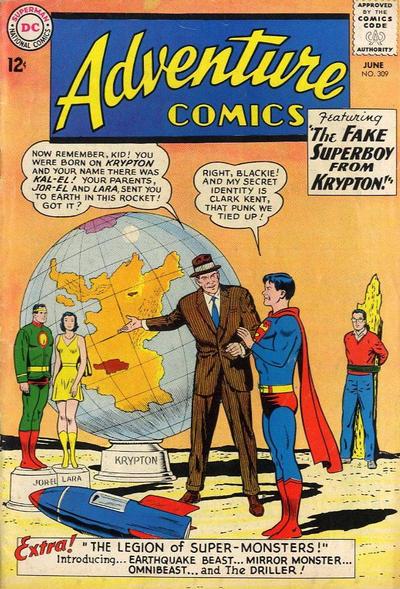 SUPERMAN
DC
NATIONAL COMICS
APPROVED
BY THE
COMICS
CODE
CA
AUTHORITY
12¢
Adventure
COMICS
JUNE
NO. 309
Featuring
"THE FAKE
SUPERBOY
FROM
KRYPTON!"
NOW REMEMBER, KID! YOU
WERE BORN ON KRYPTON
AND YOUR NAME THERE WAS
KAL-EL! YOUR PARENTS,
JOR-EL AND LARA, SENT YOU
TO EARTH IN THIS ROCKET!
GOT IT?
RIGHT, BLACKIE!
AND MY SECRET
IDENTITY IS
CLARK KENT,
THAT PUNK WE
TIED UP!
KRYPTON
JOR-EL
LARA
Extra! "THE LEGION OF SUPER-MONSTERS!"
Introducing... EARTHQUAKE BEAST... MIRROR MONSTER...
OMNIBEAST... and THE DRILLER!